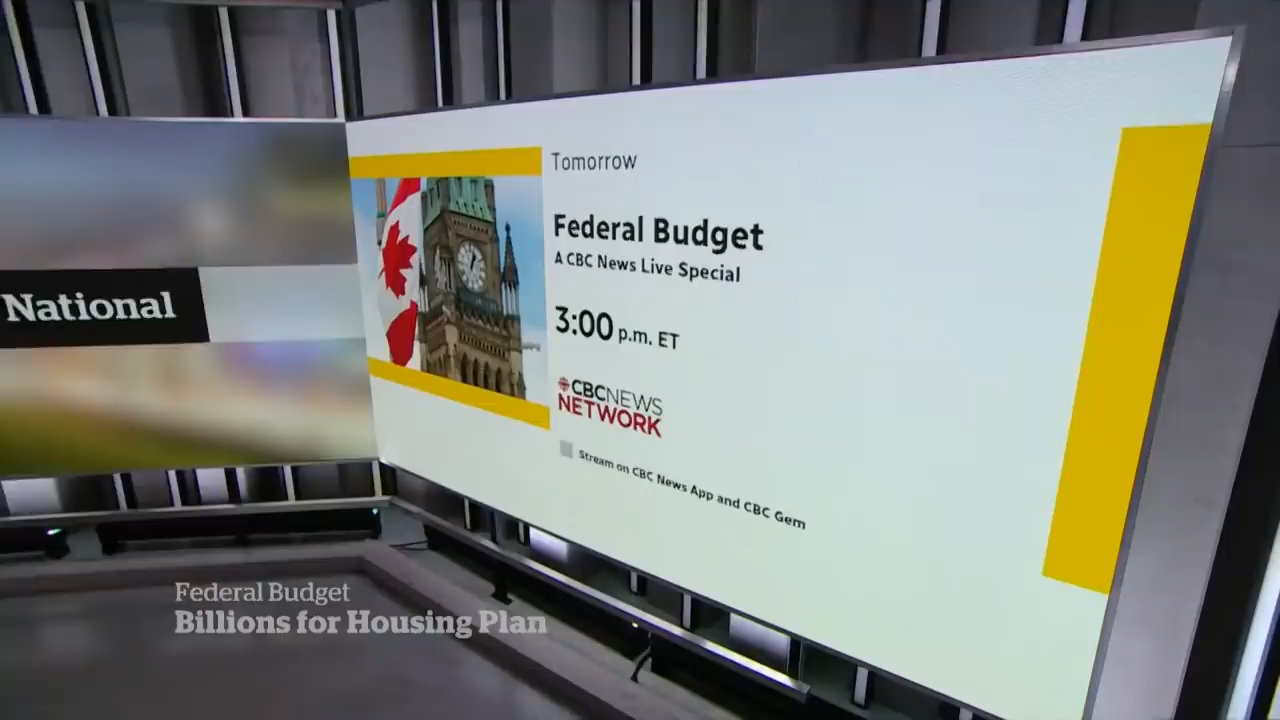 National
Tomorrow
Federal Budget
A CBC News Live Special
3:00 p.m. ET
CBCNEWS
NETWORK
Stream on CBC News App and CBC Gem
Federal Budget
Billions for Housing Plan